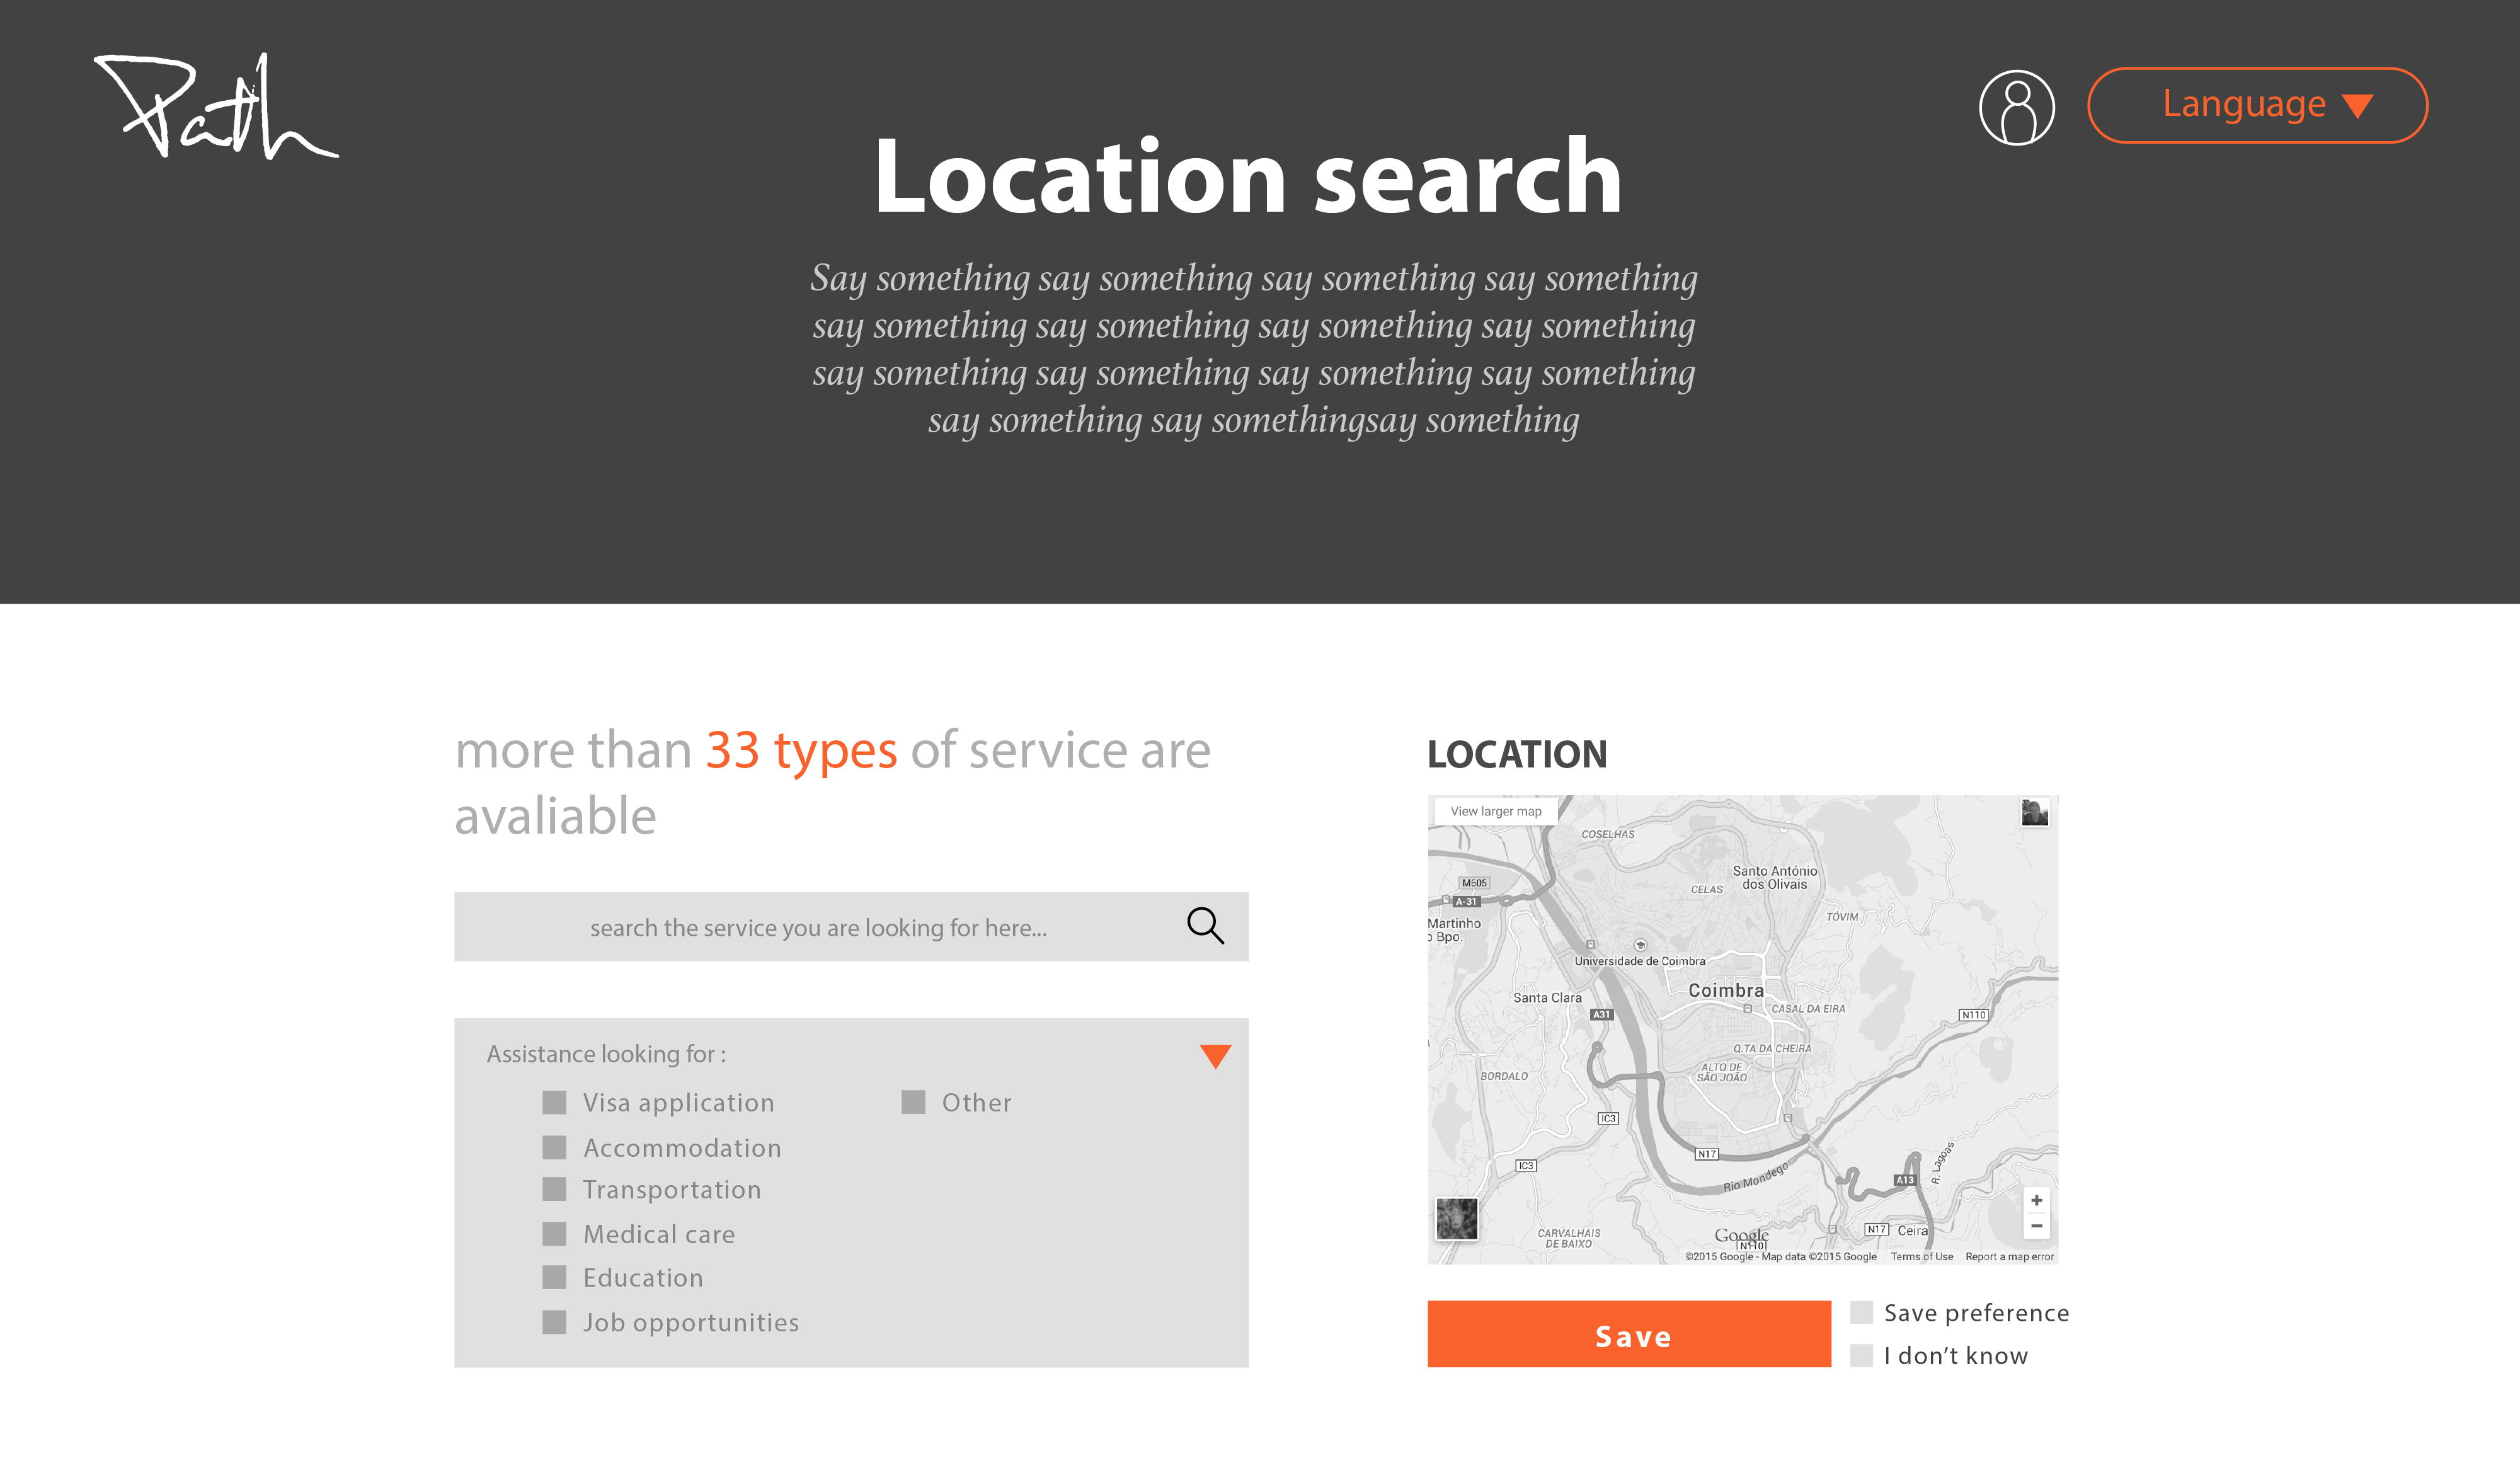 Path
Language
Location search
Say something say something say something say something
say something say something say something say something
say something say something say something say something
say something say somethingsay something
more than 33 types of service are
avaliable
search the service you are looking for here...
Assistance looking for :
Visa application
Other
Accommodation
Transportation
Medical care
Education
Job opportunities
LOCATION
View larger map
COSELHAS
Santo António
dos Olivais
CELAS
M605
A-31
TOVIM
Martinho
o Bpo.
Universidade de Coimbra
Coimbra
Santa Clara
CASAL DA EIRA
A31
N110
Q.TA DA CHEIRA
ALTO DE
SÃO JOÃO
BORDALO
IC3
N17
IC3
Rio Mondego
R. Lagoas
A13
CARVALHAIS
DE BAIXO
Google
N110
N17
Ceira
+
−
©2015 Google - Map data ©2015 Google Terms of Use Report a map error
Save
Save preference
I don’t know